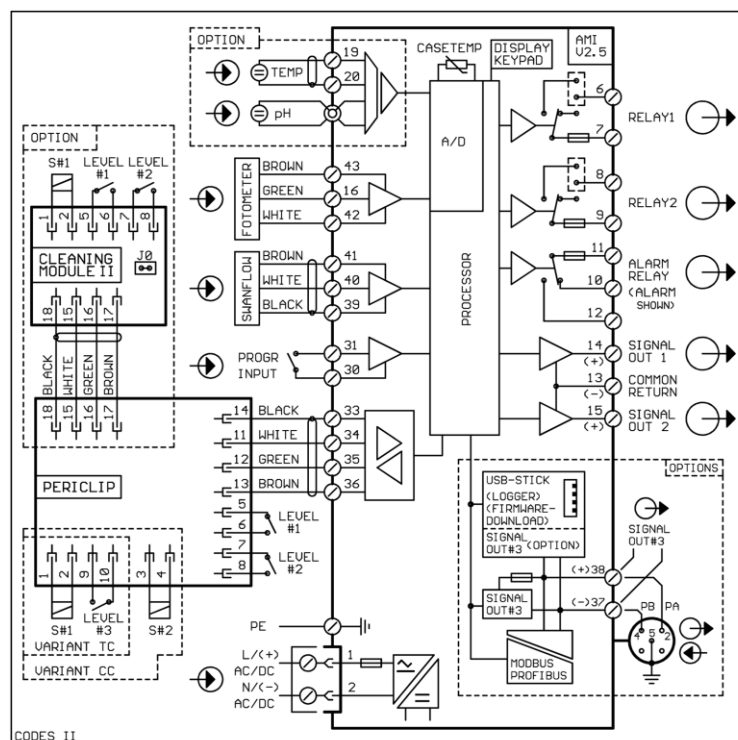 OPTION
19
TEMP
20
pH
CASETEMP
DISPLAY
KEYPAD
AMI
V2.5
A/D
6
RELAY1
7
OPTION
S#1
LEVEL
#1
LEVEL
#2
1
2
5
6
7
8
CLEANING
MODULE II
J0
18
15
16
17
BLACK
WHITE
GREEN
BROWN
18
15
16
17
FOTOMETER
BROWN
43
GREEN
16
WHITE
42
8
RELAY2
9
SWANFLOW
BROWN
41
WHITE
40
BLACK
39
PROCESSOR
11
ALARM
RELAY
10
(ALARM
SHOWN)
12
PROGR
INPUT
31
30
14
(+)
SIGNAL
OUT 1
13
(-)
COMMON
RETURN
15
(+)
SIGNAL
OUT 2
PERICLIP
14
BLACK
33
11
WHITE
34
12
GREEN
35
13
BROWN
36
5
6
LEVEL
#1
7
8
LEVEL
#2
1
2
9
10
3
4
S#1
LEVEL
#3
S#2
VARIANT TC
VARIANT CC
OPTIONS
USB-STICK
(LOGGER)
(FIRMWARE-
DOWNLOAD)
SIGNAL
OUT#3 (OPTION)
SIGNAL
OUT#3
SIGNAL
OUT#3
(+)38
(-)37
PB PA
4
5
2
MODBUS
PROFIBUS
PE
L/(+)
AC/DC
1
N/(-)
AC/DC
2
CODES II